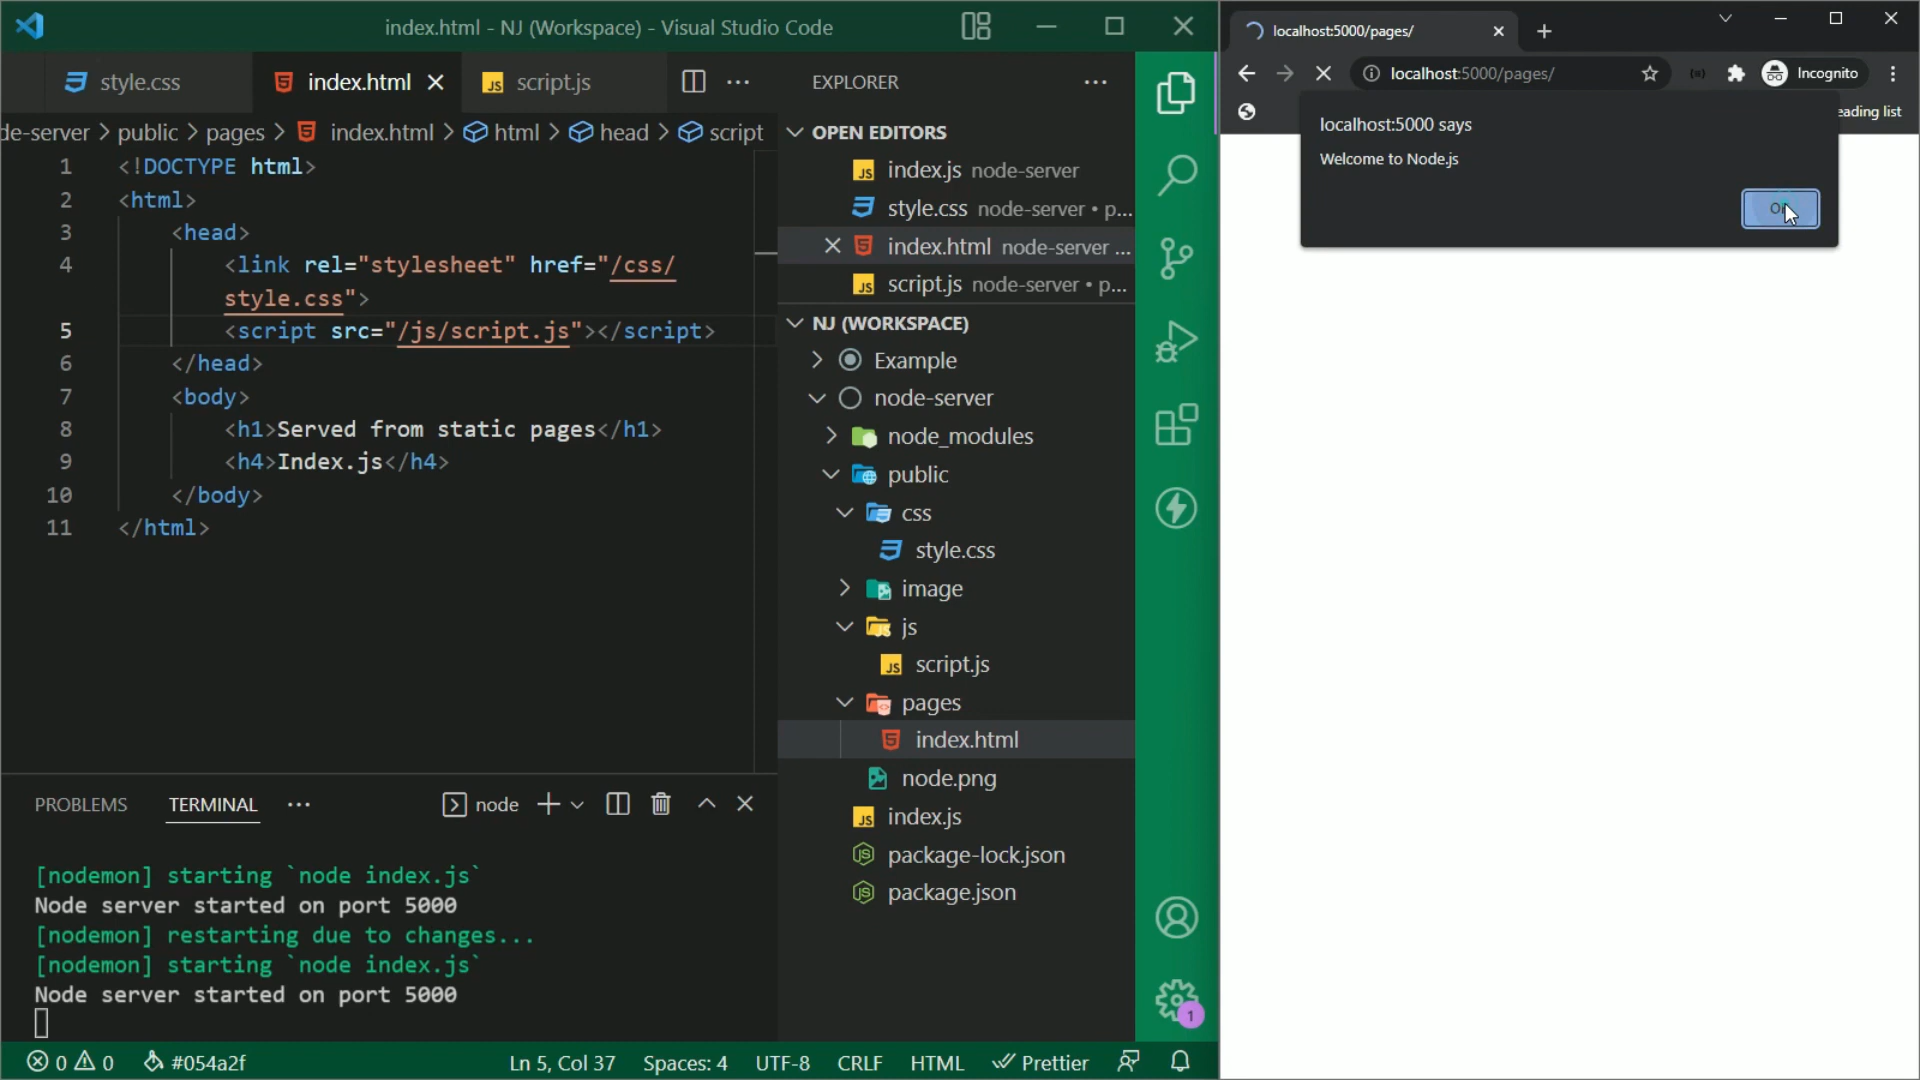 index.html - NJ (Workspace) - Visual Studio Code
style.css
index.html
script.js
de-server > public > pages > index.html > html > head > script
1 <!DOCTYPE html>
2 <html>
3 <head>
4 <link rel="stylesheet" href="/css/
style.css">
5 <script src="/js/script.js"></script>
6 </head>
7 <body>
8 <h1>Served from static pages</h1>
9 <h4>Index.js</h4>
10 </body>
11 </html>
PROBLEMS TERMINAL ...
node
[nodemon] starting `node index.js`
Node server started on port 5000
[nodemon] restarting due to changes...
[nodemon] starting `node index.js`
Node server started on port 5000
EXPLORER
OPEN EDITORS
index.js node-server
style.css node-server • p...
index.html node-server ...
script.js node-server • p...
NJ (WORKSPACE)
Example
node-server
node_modules
public
css
style.css
image
js
script.js
pages
index.html
node.png
index.js
package-lock.json
package.json
1
0 0 #054a2f Ln 5, Col 37 Spaces: 4 UTF-8 CRLF HTML Prettier
localhost:5000/pages/
localhost:5000/pages/
Incognito
eading list
localhost:5000 says
Welcome to Node.js